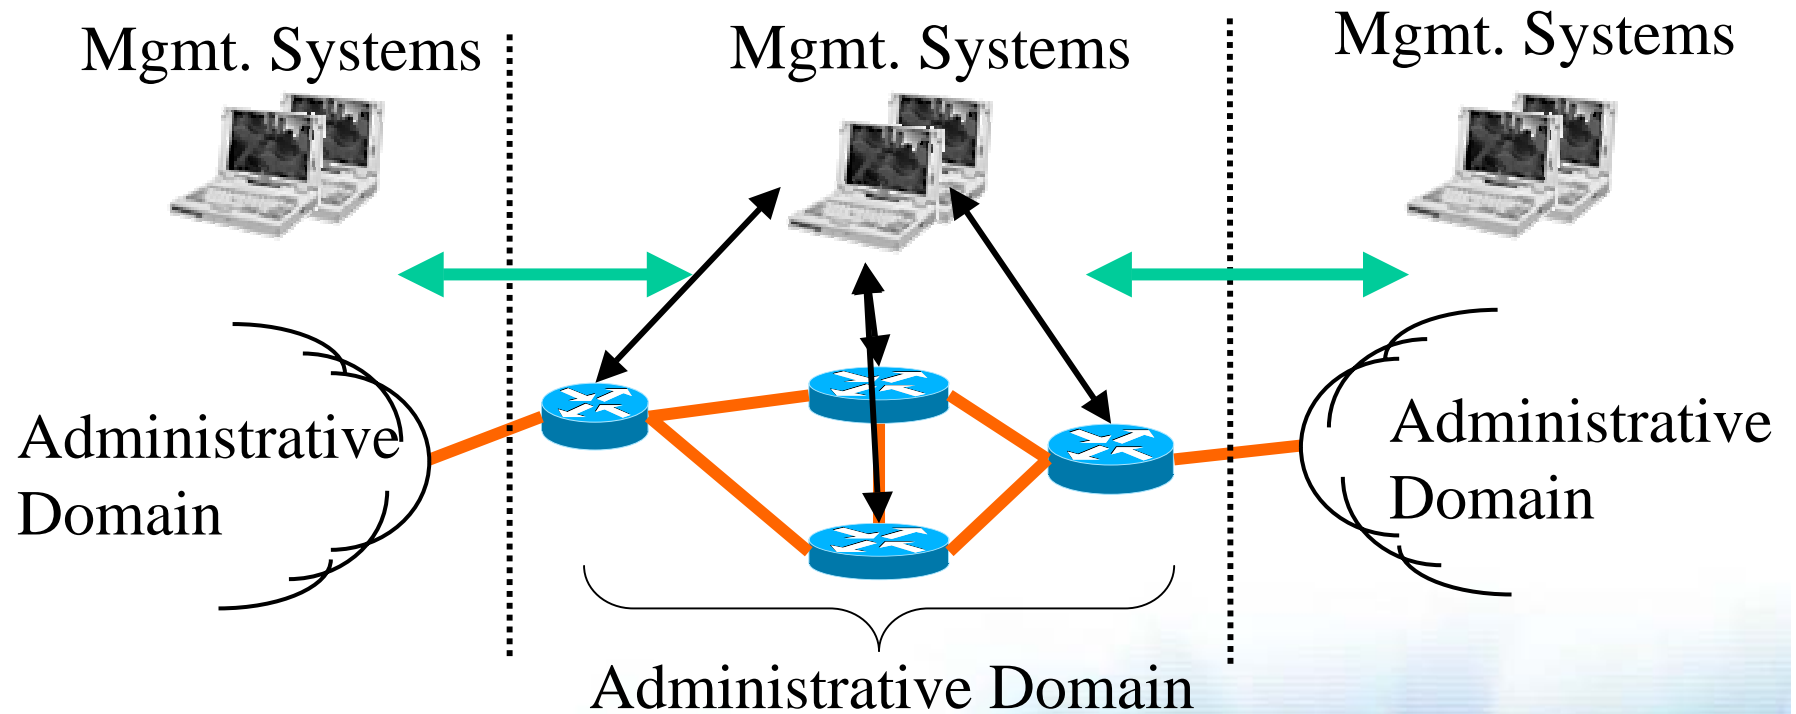 Mgmt. Systems
Mgmt. Systems
Mgmt. Systems
Administrative
Domain
Administrative
Domain
Administrative Domain